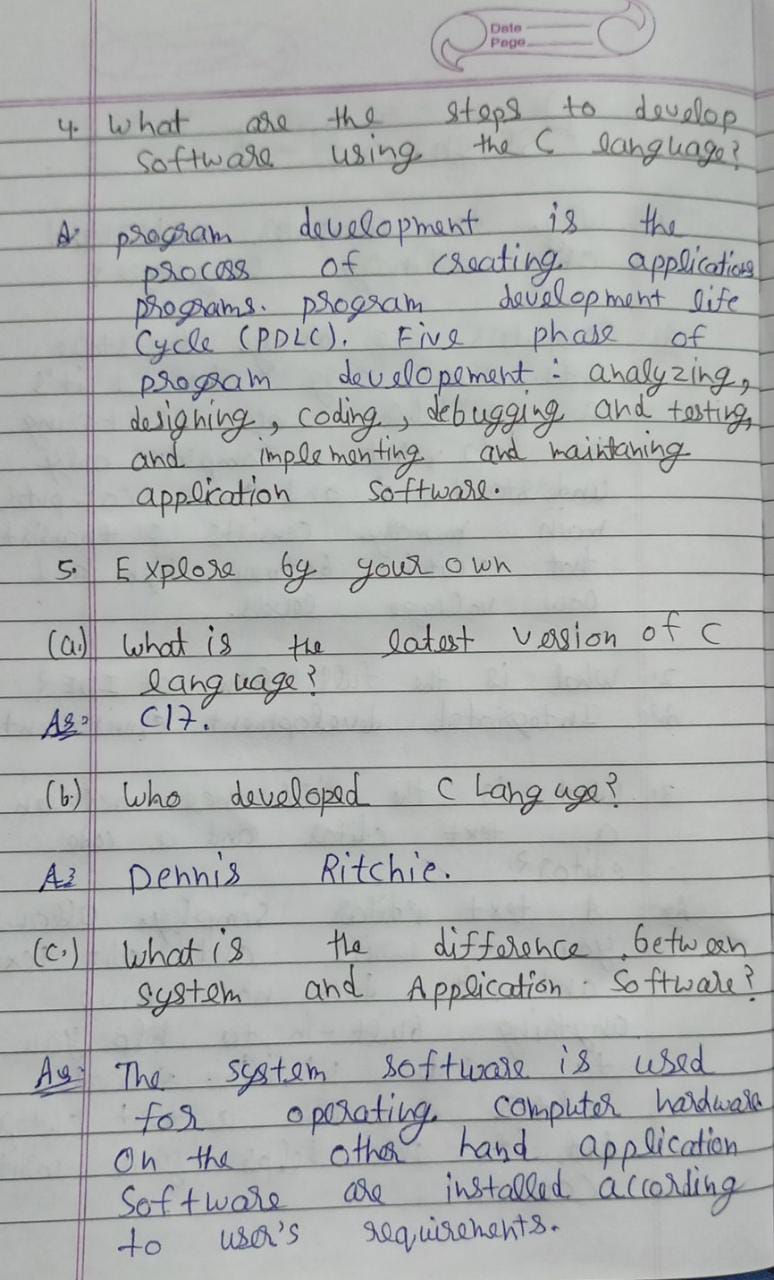 Date
Page
4. What are the steps to develop
Software using the C language?
A: program development is the
process of creating application
programs. program development life
Cycle (PDLC). Five phase of
program developement : analyzing,
designing, coding, debugging and testing,
and implementing and maintaning
application software.
5. Explore by your own
(a.) What is the latest version of C
language?
As: C17.
(b.) Who developed C Language?
A: Dennis Ritchie.
(C.) What is the difference between
system and Application Software?
As: The system software is used
for operating computer hardware
On the other hand application
Software are installed according
to user's requirements.